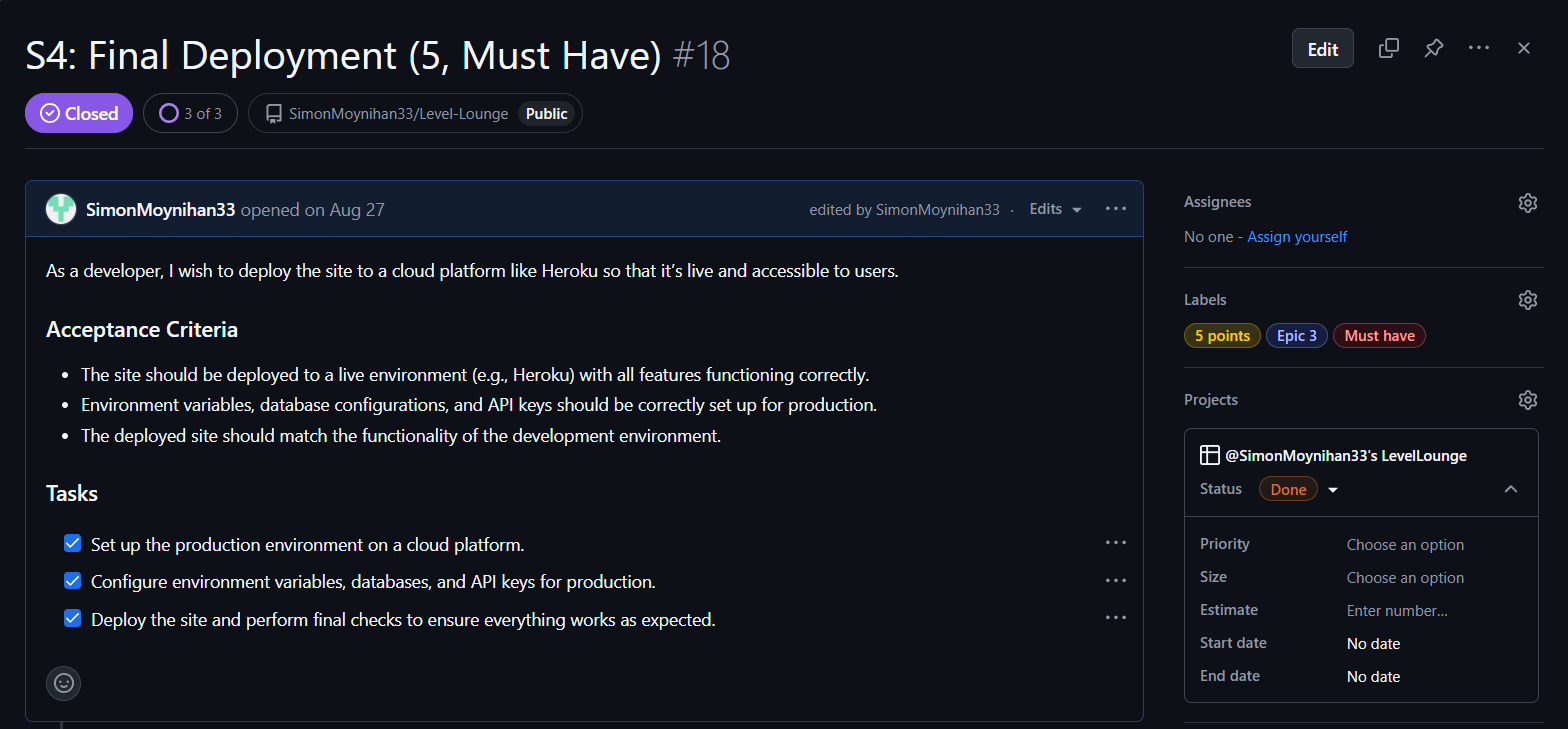 S4: Final Deployment (5, Must Have) #18
Edit
Closed
3 of 3
SimonMoynihan33/Level-Lounge Public
SimonMoynihan33 opened on Aug 27
edited by SimonMoynihan33 · Edits
As a developer, I wish to deploy the site to a cloud platform like Heroku so that it’s live and accessible to users.
Acceptance Criteria
• The site should be deployed to a live environment (e.g., Heroku) with all features functioning correctly.
• Environment variables, database configurations, and API keys should be correctly set up for production.
• The deployed site should match the functionality of the development environment.
Tasks
Set up the production environment on a cloud platform.
Configure environment variables, databases, and API keys for production.
Deploy the site and perform final checks to ensure everything works as expected.
Assignees
No one - Assign yourself
Labels
5 points
Epic 3
Must have
Projects
@SimonMoynihan33's LevelLounge
Status Done
Priority Choose an option
Size Choose an option
Estimate Enter number...
Start date No date
End date No date